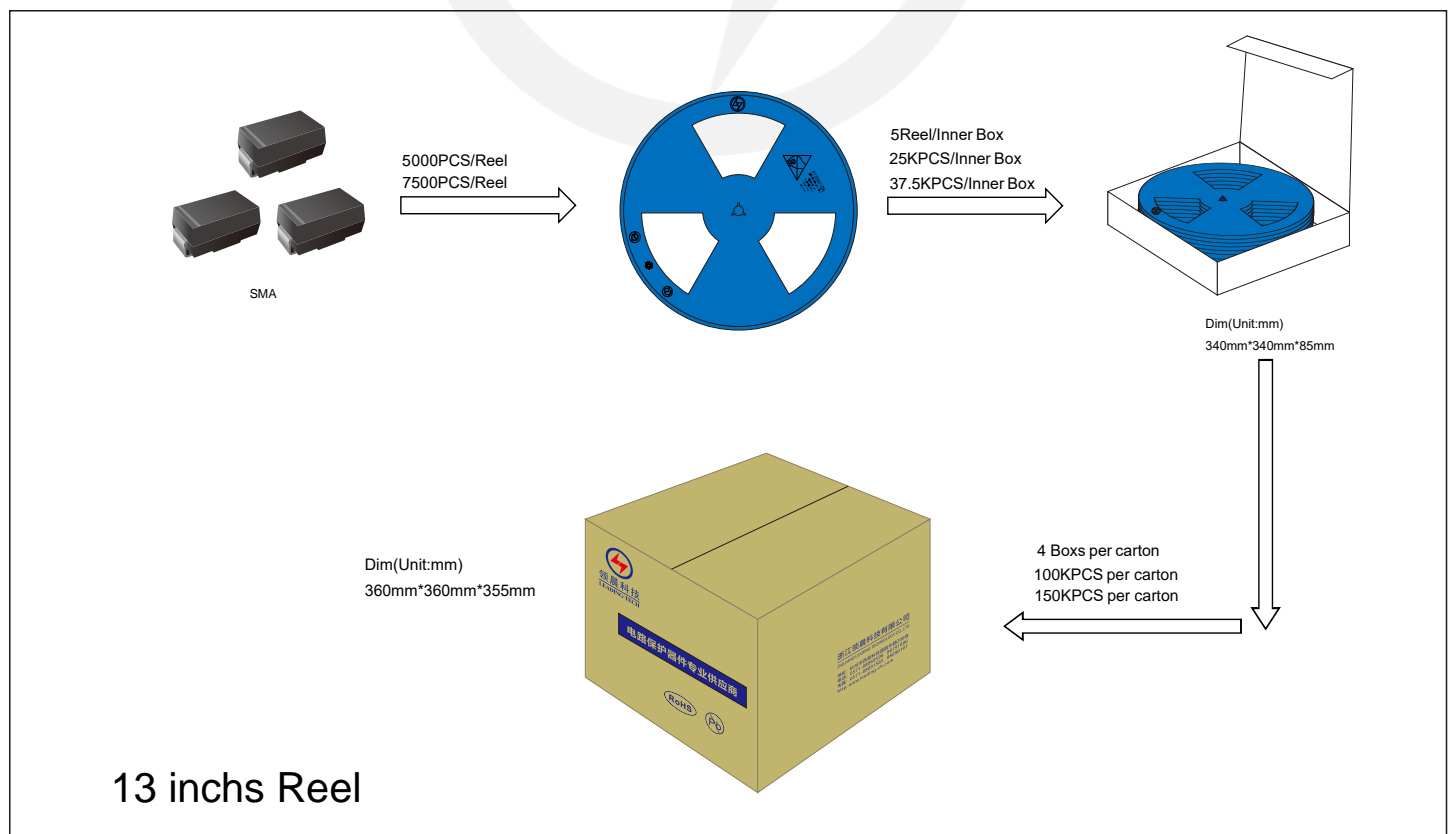 5000PCS/Reel
7500PCS/Reel
SMA
5Reel/Inner Box
25KPCS/Inner Box
37.5KPCS/Inner Box
Dim(Unit:mm)
340mm*340mm*85mm
4 Boxs per carton
100KPCS per carton
150KPCS per carton
Dim(Unit:mm)
360mm*360mm*355mm
领晨科技
LEADING TECH
电路保护器件专业供应商
RoHS
Pb
浙江领晨科技有限公司
13 inchs Reel